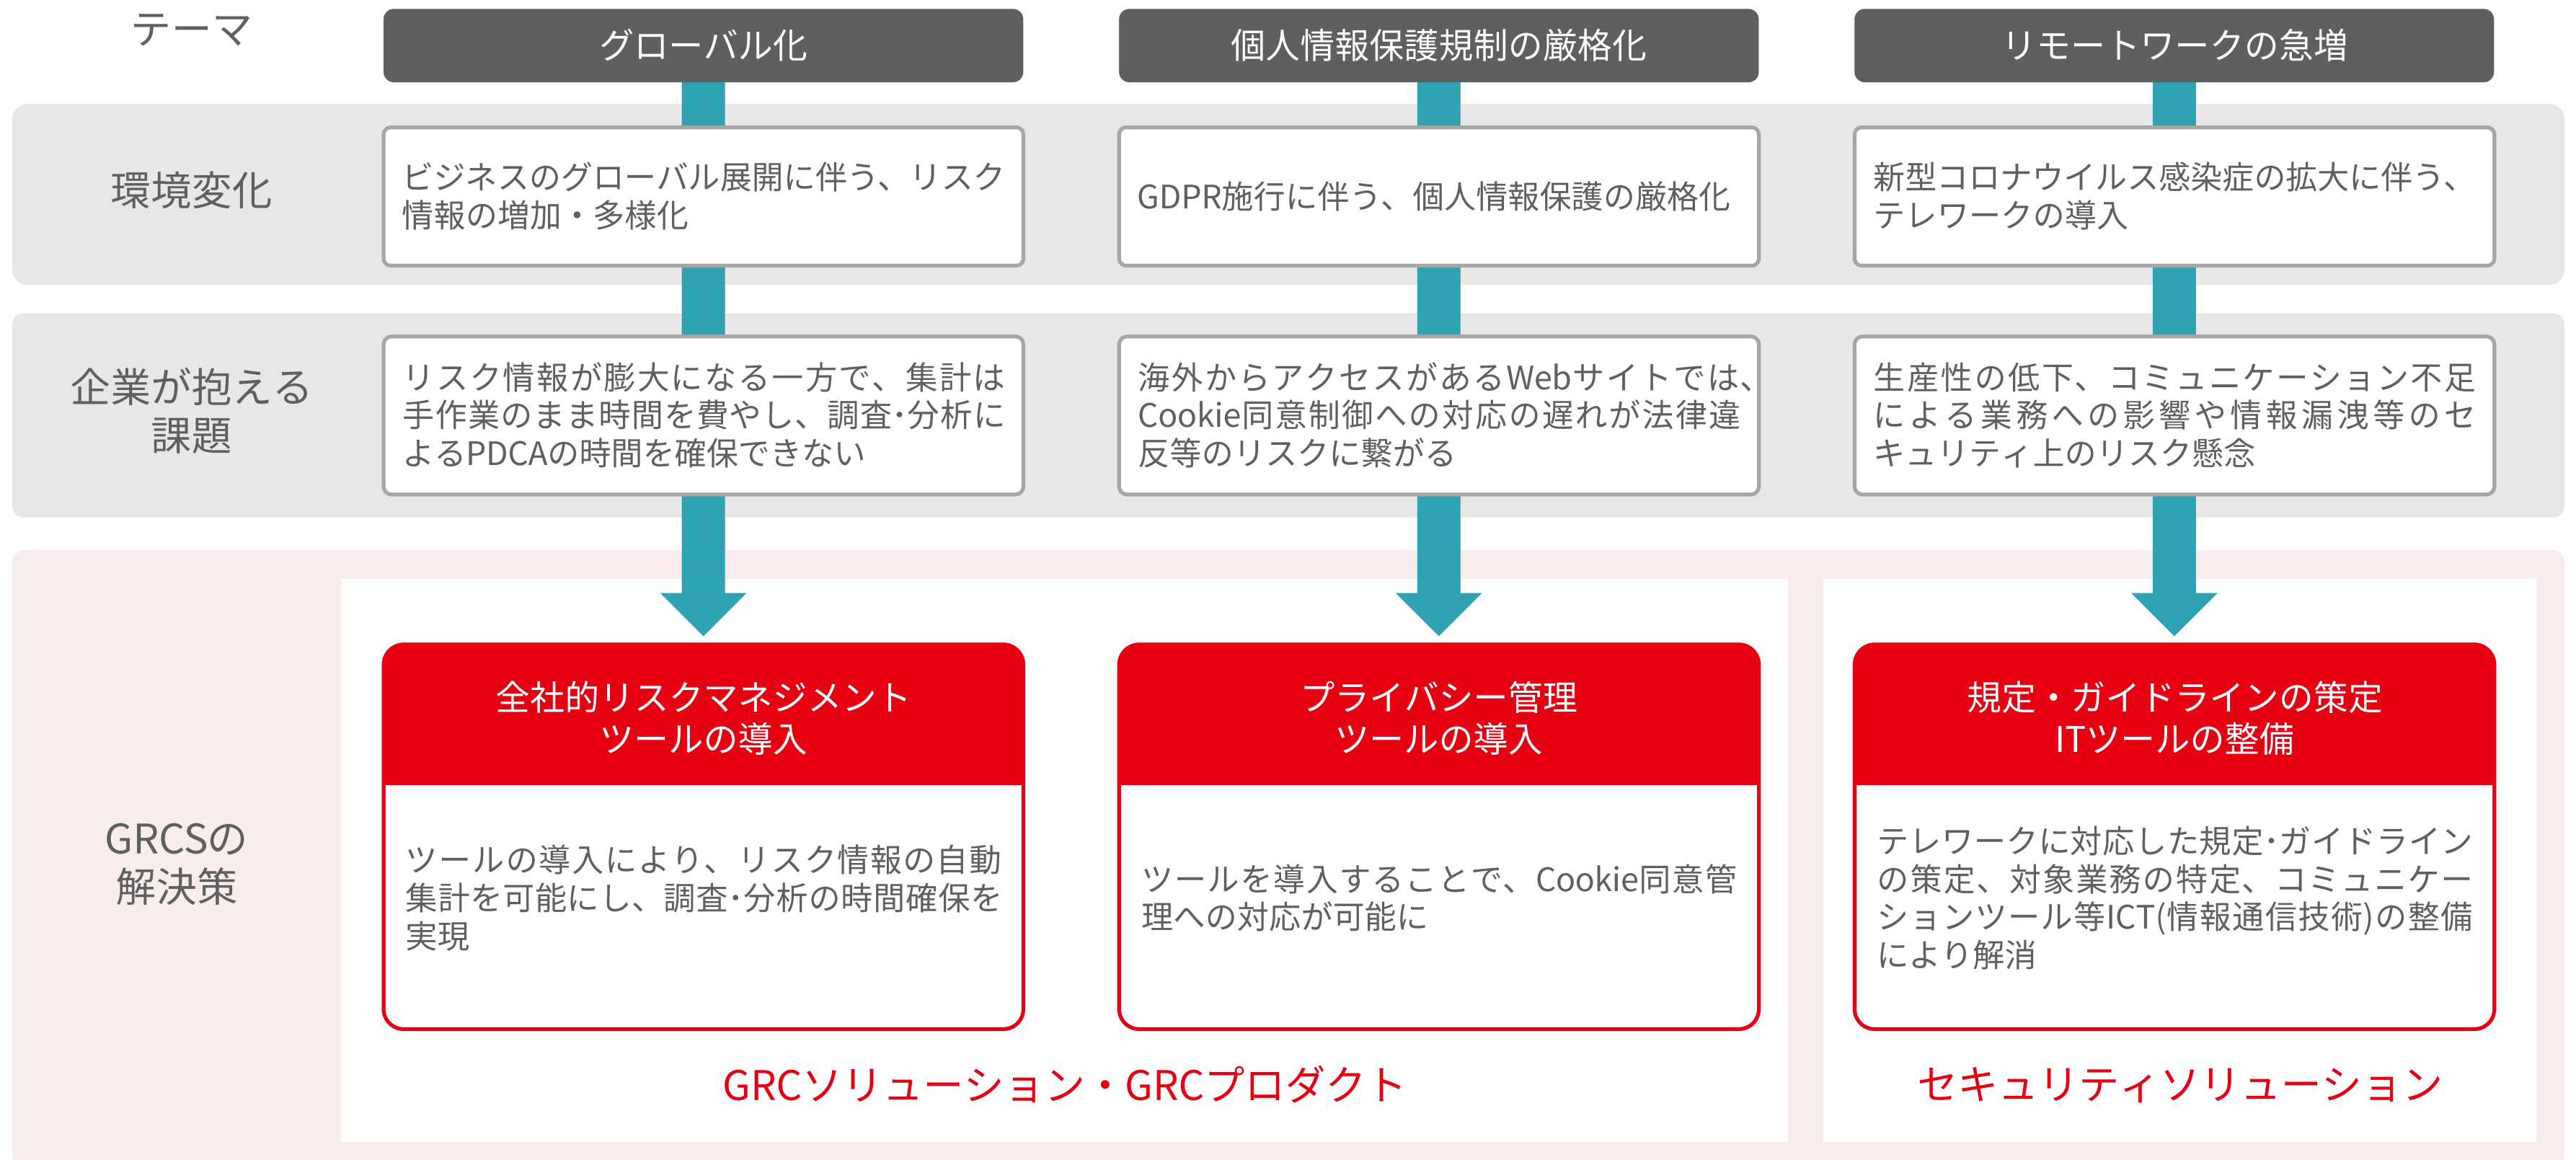 テーマ
グローバル化
個人情報保護規制の厳格化
リモートワークの急増
環境変化
ビジネスのグローバル展開に伴う、リスク
情報の増加・多様化
GDPR施行に伴う、個人情報保護の厳格化
新型コロナウイルス感染症の拡大に伴う、
テレワークの導入
企業が抱える
課題
リスク情報が膨大になる一方で、集計は
手作業のまま時間を費やし、調査･分析に
よるPDCAの時間を確保できない
海外からアクセスがあるWebサイトでは、
Cookie同意制御への対応の遅れが法律違
反等のリスクに繋がる
生産性の低下、コミュニケーション不足
による業務への影響や情報漏洩等のセ
キュリティ上のリスク懸念
GRCSの
解決策
全社的リスクマネジメント
ツールの導入
ツールの導入により、リスク情報の自動
集計を可能にし、調査･分析の時間確保を
実現
プライバシー管理
ツールの導入
ツールを導入することで、Cookie同意管
理への対応が可能に
規定・ガイドラインの策定
ITツールの整備
テレワークに対応した規定･ガイドライン
の策定、対象業務の特定、コミュニケー
ションツール等ICT(情報通信技術)の整備
により解消
GRCソリューション・GRCプロダクト
セキュリティソリューション